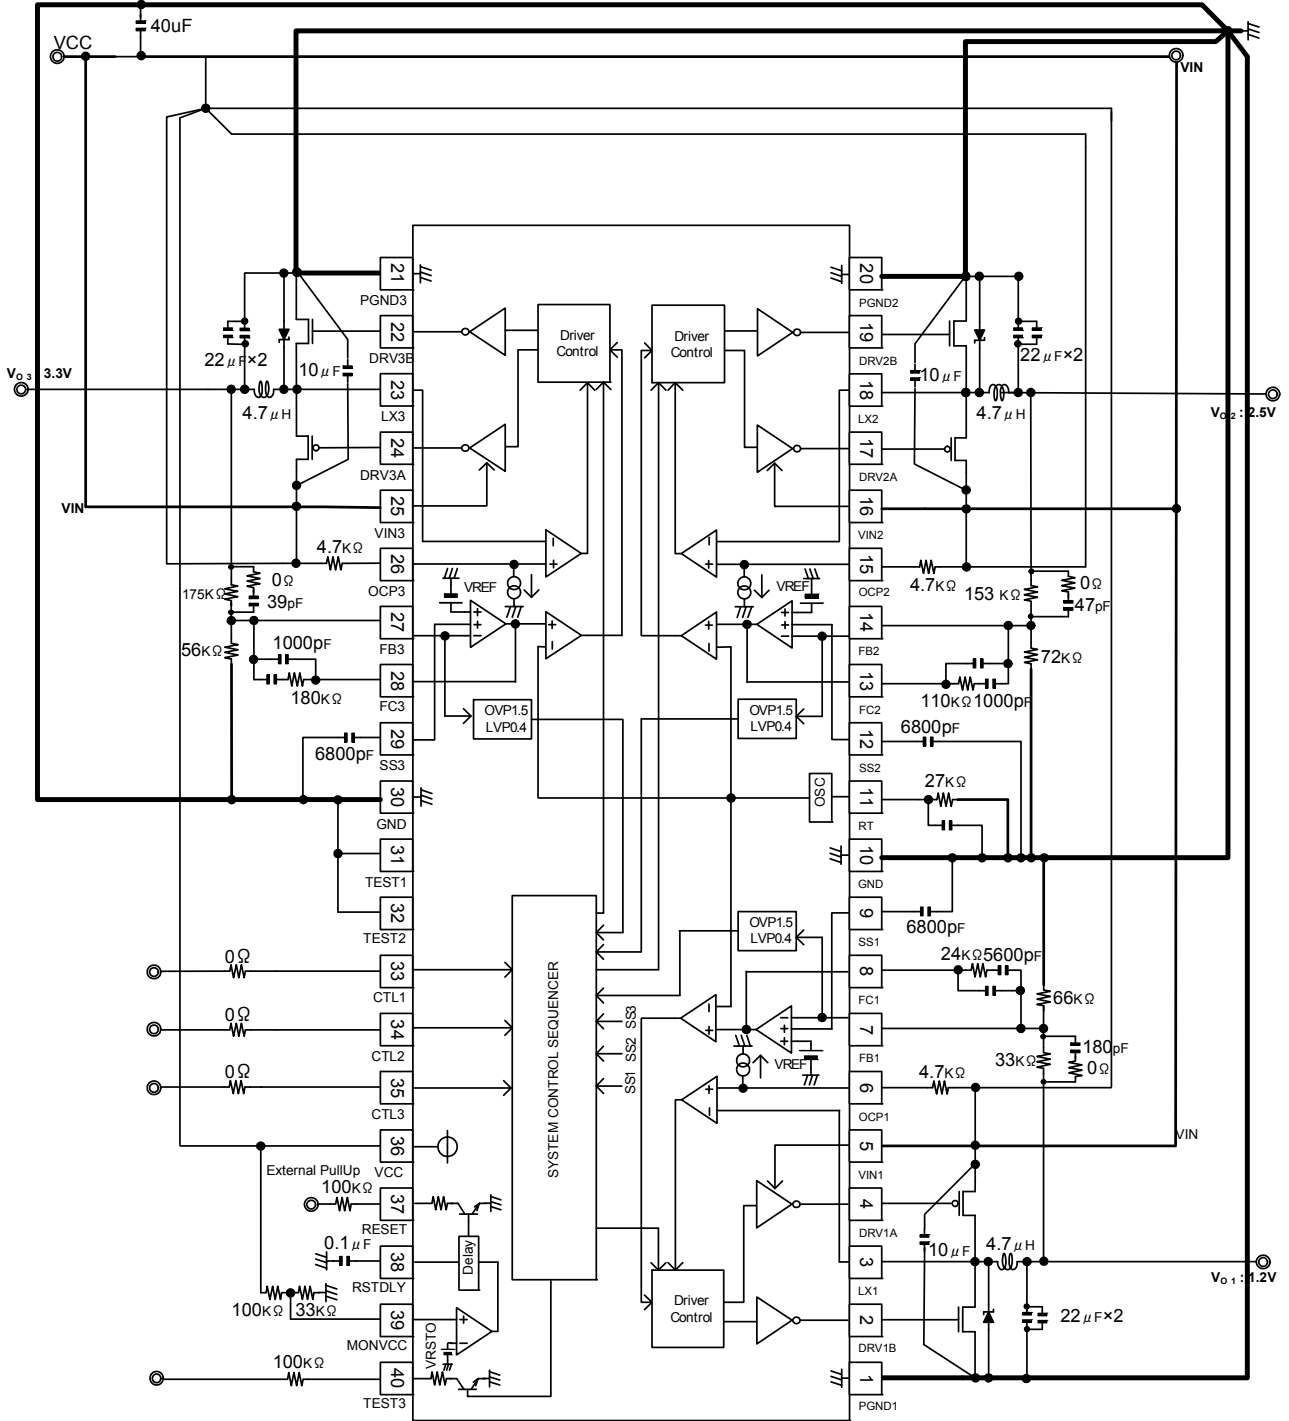 40uF
VCC
VIN
21
PGND3
22
DRV3B
23
LX3
24
DRV3A
25
VIN3
26
OCP3
27
FB3
28
FC3
29
SS3
30
GND
31
TEST1
32
TEST2
33
CTL1
34
CTL2
35
CTL3
36
VCC
37
RESET
38
RSTDLY
39
MONVCC
40
TEST3
20
PGND2
19
DRV2B
18
LX2
17
DRV2A
16
VIN2
15
OCP2
14
FB2
13
FC2
12
SS2
11
RT
10
GND
9
SS1
8
FC1
7
FB1
6
OCP1
5
VIN1
4
DRV1A
3
LX1
2
DRV1B
1
PGND1
22μF×2
10μF
VO 3 3.3V
4.7μH
VIN
4.7KΩ
0Ω
175KΩ
39pF
56KΩ
1000pF
180KΩ
6800pF
0Ω
0Ω
0Ω
External PullUp
100KΩ
0.1μF
100KΩ
33KΩ
100KΩ
Driver
Control
Driver
Control
VREF
VREF
OVP1.5
LVP0.4
OVP1.5
LVP0.4
OSC
OVP1.5
LVP0.4
SYSTEM CONTROL SEQUENCER
SS3
SS2
SS1
VREF
Delay
VRSTO
Driver
Control
10μF
22μF×2
4.7μH
VO 2 : 2.5V
4.7KΩ
153 KΩ
0Ω
47pF
72KΩ
110KΩ
1000pF
6800pF
27KΩ
6800pF
24KΩ
5600pF
66KΩ
33KΩ
180pF
0Ω
4.7KΩ
VIN
10μF
4.7μH
VO 1 : 1.2V
22μF×2